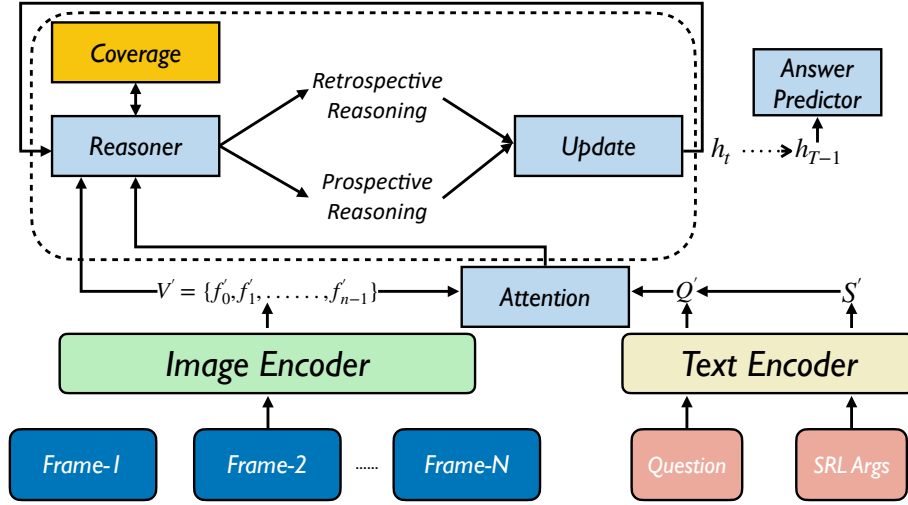 Coverage
Retrospective
Reasoning
Answer
Predictor
Reasoner
Update
h_t ...... h_{T−1}
Prospective
Reasoning
V' = {f'_0, f'_1, ......, f'_{n−1}}
Attention
Q'
S'
Image Encoder
Text Encoder
Frame-1
Frame-2
......
Frame-N
Question
SRL Args